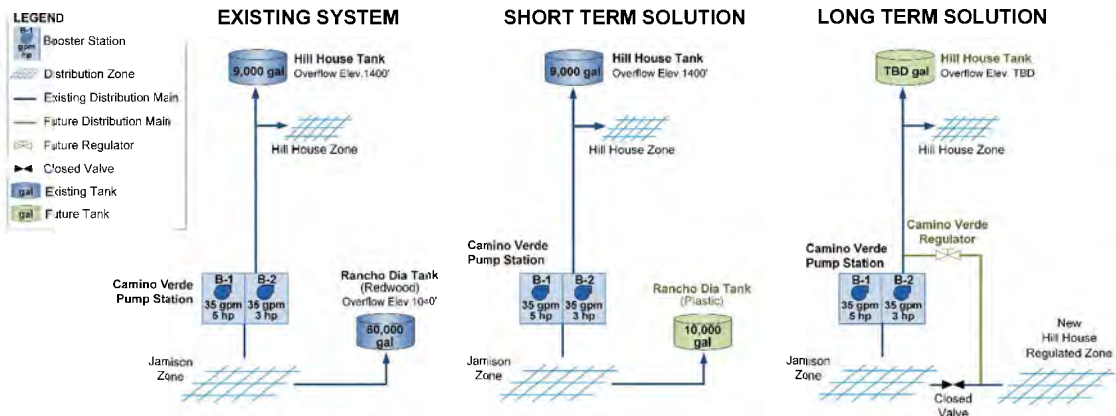 LEGEND
B-1
gpm
hp
Booster Station
Distribution Zone
Existing Distribution Main
Future Distribution Main
Future Regulator
Closed Valve
gal
Existing Tank
gal
Future Tank
EXISTING SYSTEM
9,000 gal
Hill House Tank
Overflow Elev.1400'
Hill House Zone
Camino Verde
Pump Station
B-1
35 gpm
5 hp
B-2
35 gpm
3 hp
Rancho Dia Tank
(Redwood)
60,000
gal
Jamison
Zone
SHORT TERM SOLUTION
9,000 gal
Hill House Tank
Overflow Elev.1400'
Hill House Zone
Camino Verde
Pump Station
B-1
35 gpm
5 hp
B-2
35 gpm
3 hp
Rancho Dia Tank
(Plastic)
10,000
gal
Jamison
Zone
LONG TERM SOLUTION
TBD gal
Hill House Tank
Overflow Elev. TBD
Hill House Zone
Camino Verde
Regulator
Camino Verde
Pump Station
B-1
35 gpm
5 hp
B-2
35 gpm
3 hp
New
Hill House
Regulated Zone
Jamison
Zone
Closed
Valve